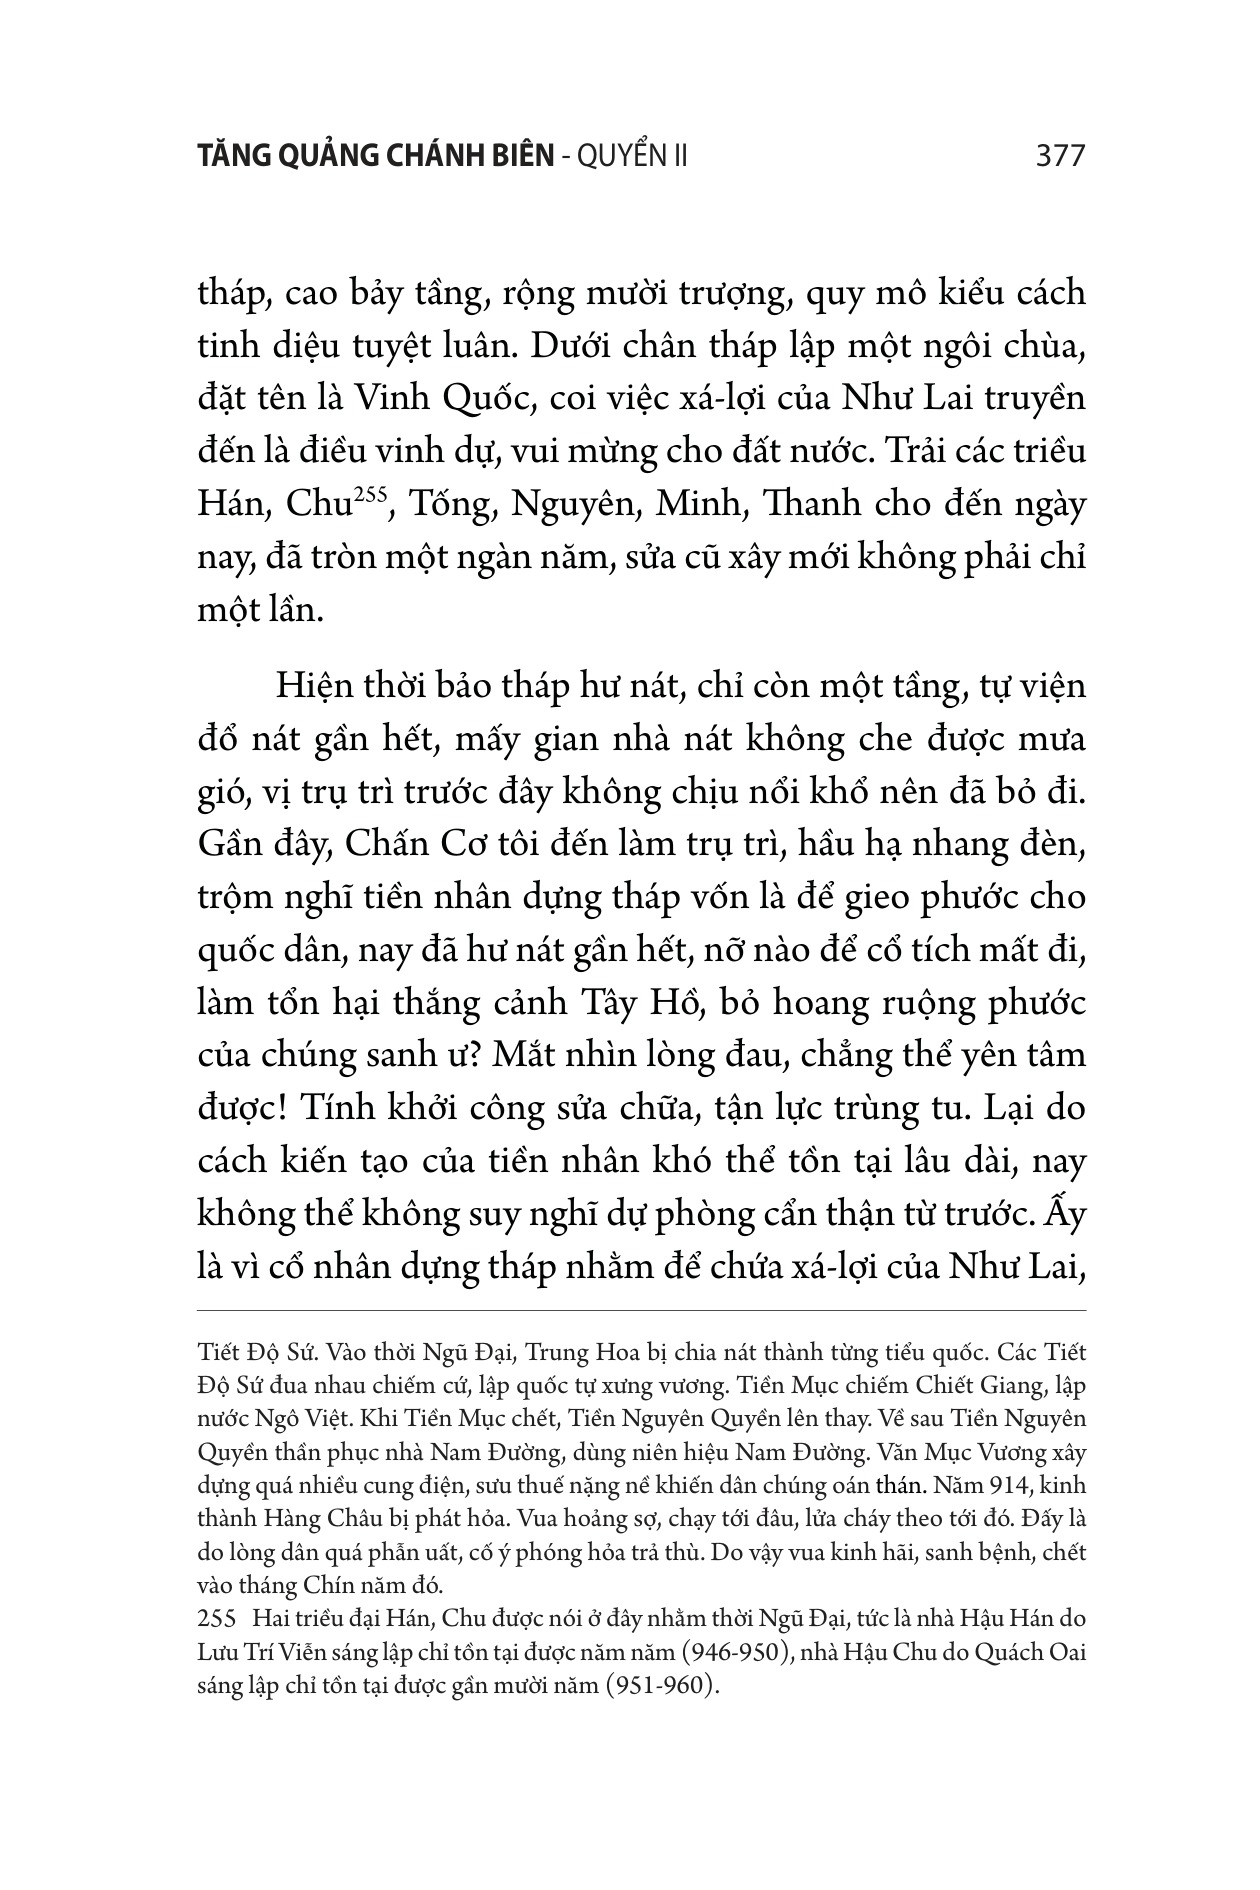 TĂNG QUẢNG CHÁNH BIÊN - QUYỂN II 377
tháp, cao bảy tầng, rộng mười trượng, quy mô kiểu cách
tinh diệu tuyệt luân. Dưới chân tháp lập một ngôi chùa,
đặt tên là Vinh Quốc, coi việc xá-lợi của Như Lai truyền
đến là điều vinh dự, vui mừng cho đất nước. Trải các triều
Hán, Chu255, Tống, Nguyên, Minh, Thanh cho đến ngày
nay, đã tròn một ngàn năm, sửa cũ xây mới không phải chỉ
một lần.
Hiện thời bảo tháp hư nát, chỉ còn một tầng, tự viện
đổ nát gần hết, mấy gian nhà nát không che được mưa
gió, vị trụ trì trước đây không chịu nổi khổ nên đã bỏ đi.
Gần đây, Chấn Cơ tôi đến làm trụ trì, hầu hạ nhang đèn,
trộm nghĩ tiền nhân dựng tháp vốn là để gieo phước cho
quốc dân, nay đã hư nát gần hết, nỡ nào để cổ tích mất đi,
làm tổn hại thắng cảnh Tây Hồ, bỏ hoang ruộng phước
của chúng sanh ư? Mắt nhìn lòng đau, chẳng thể yên tâm
được! Tính khởi công sửa chữa, tận lực trùng tu. Lại do
cách kiến tạo của tiền nhân khó thể tồn tại lâu dài, nay
không thể không suy nghĩ dự phòng cẩn thận từ trước. Ấy
là vì cổ nhân dựng tháp nhằm để chứa xá-lợi của Như Lai,
Tiết Độ Sứ. Vào thời Ngũ Đại, Trung Hoa bị chia nát thành từng tiểu quốc. Các Tiết
Độ Sứ đua nhau chiếm cứ, lập quốc tự xưng vương. Tiền Mục chiếm Chiết Giang, lập
nước Ngô Việt. Khi Tiền Mục chết, Tiền Nguyên Quyền lên thay. Về sau Tiền Nguyên
Quyền thần phục nhà Nam Đường, dùng niên hiệu Nam Đường. Văn Mục Vương xây
dựng quá nhiều cung điện, sưu thuế nặng nề khiến dân chúng oán thán. Năm 914, kinh
thành Hàng Châu bị phát hỏa. Vua hoảng sợ, chạy tới đâu, lửa cháy theo tới đó. Đấy là
do lòng dân quá phẫn uất, cố ý phóng hỏa trả thù. Do vậy vua kinh hãi, sanh bệnh, chết
vào tháng Chín năm đó.
255 Hai triều đại Hán, Chu được nói ở đây nhằm thời Ngũ Đại, tức là nhà Hậu Hán do
Lưu Trí Viễn sáng lập chỉ tồn tại được năm năm (946-950), nhà Hậu Chu do Quách Oai
sáng lập chỉ tồn tại được gần mười năm (951-960).